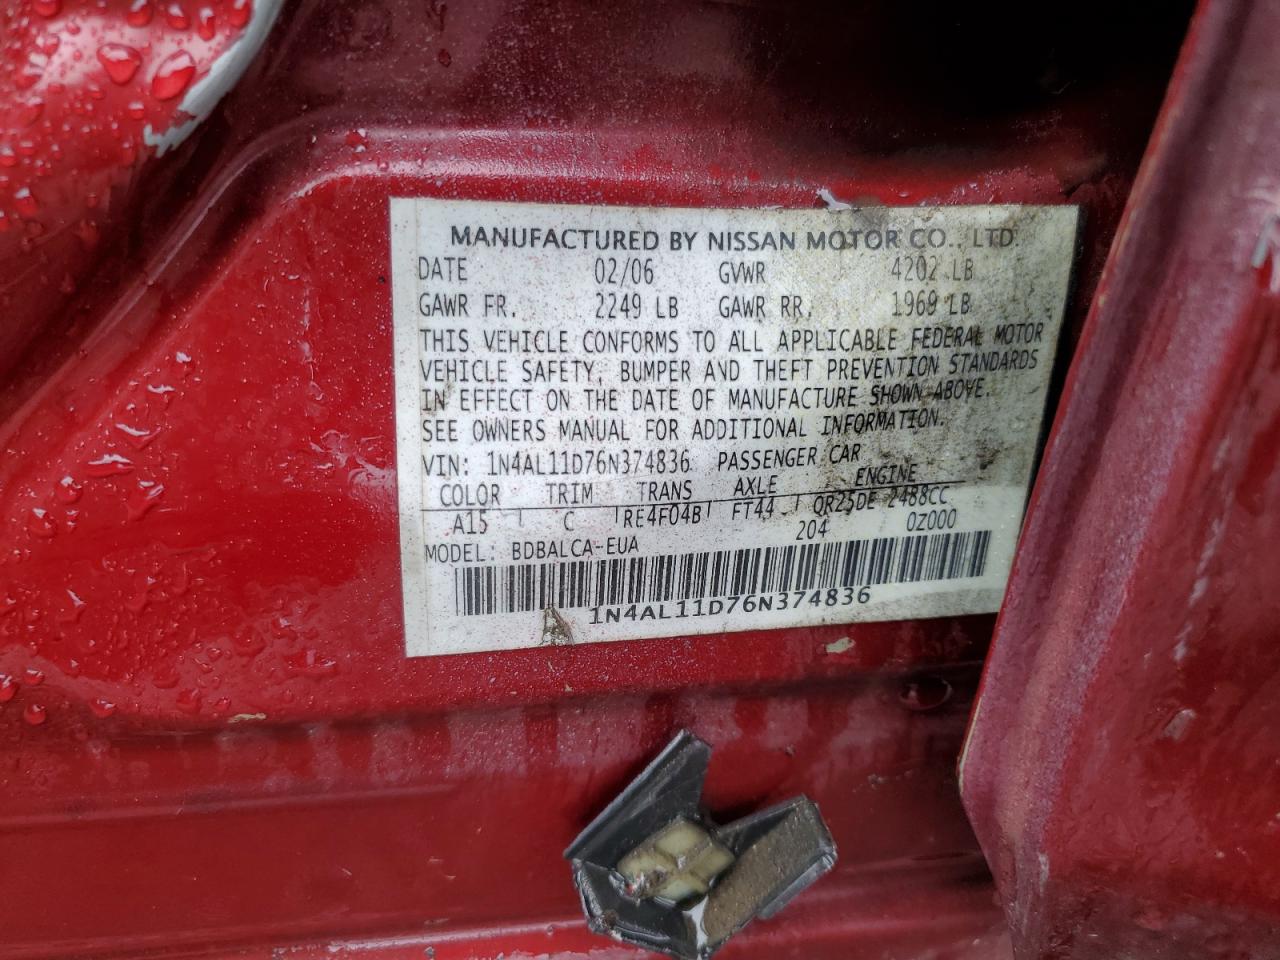 MANUFACTURED BY NISSAN MOTOR CO., LTD.
DATE 02/06 GVWR 4202 LB
GAWR FR. 2249 LB GAWR RR. 1969 LB
THIS VEHICLE CONFORMS TO ALL APPLICABLE FEDERAL MOTOR
VEHICLE SAFETY, BUMPER AND THEFT PREVENTION STANDARDS
IN EFFECT ON THE DATE OF MANUFACTURE SHOWN ABOVE.
SEE OWNERS MANUAL FOR ADDITIONAL INFORMATION.
VIN: 1N4AL11D76N374836 PASSENGER CAR
COLOR TRIM TRANS AXLE ENGINE
A15 C RE4F04B FT44 QR25DE 2488CC
MODEL: BDBALCA-EUA 204 0Z000
1N4AL11D76N374836